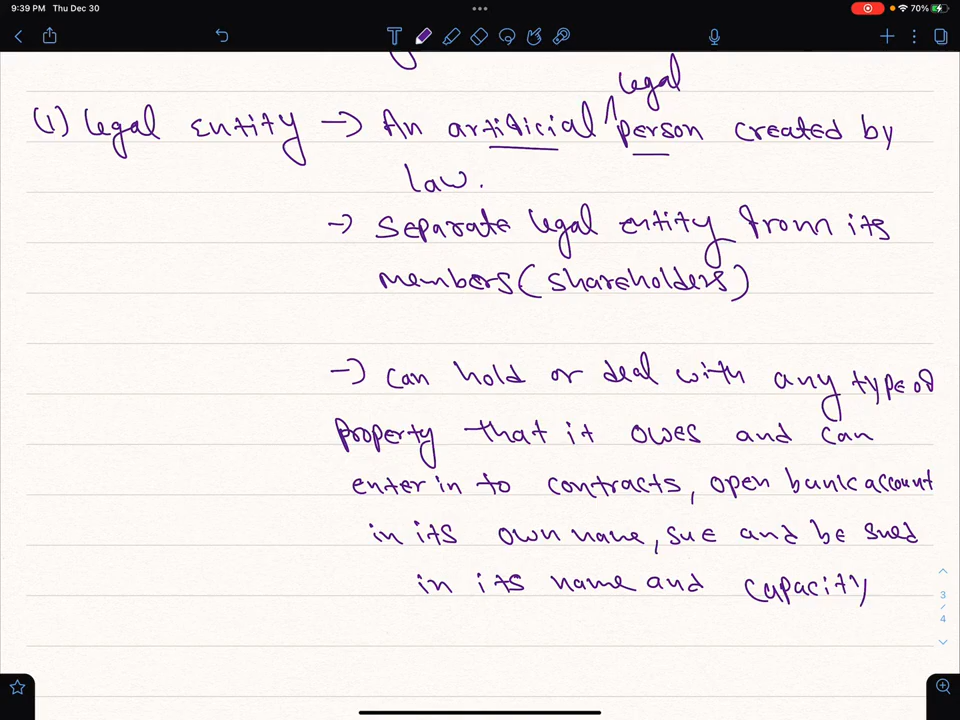 9:39 PM Thu Dec 30
70%
legal
(1) legal entity → An artificial ^ person created by
law.
→ separate legal entity from its
members (shareholders)
→ can hold or deal with any type of
property that it owes and can
enter in to contracts, open bank account
in its own name, sue and be sued
in its name and capacity
3
/
4